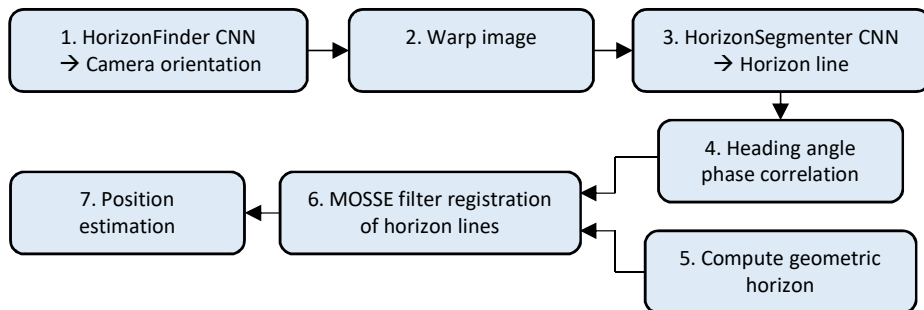 1. HorizonFinder CNN
→ Camera orientation
2. Warp image
3. HorizonSegmenter CNN
→ Horizon line
4. Heading angle
phase correlation
7. Position
estimation
6. MOSSE filter registration
of horizon lines
5. Compute geometric
horizon